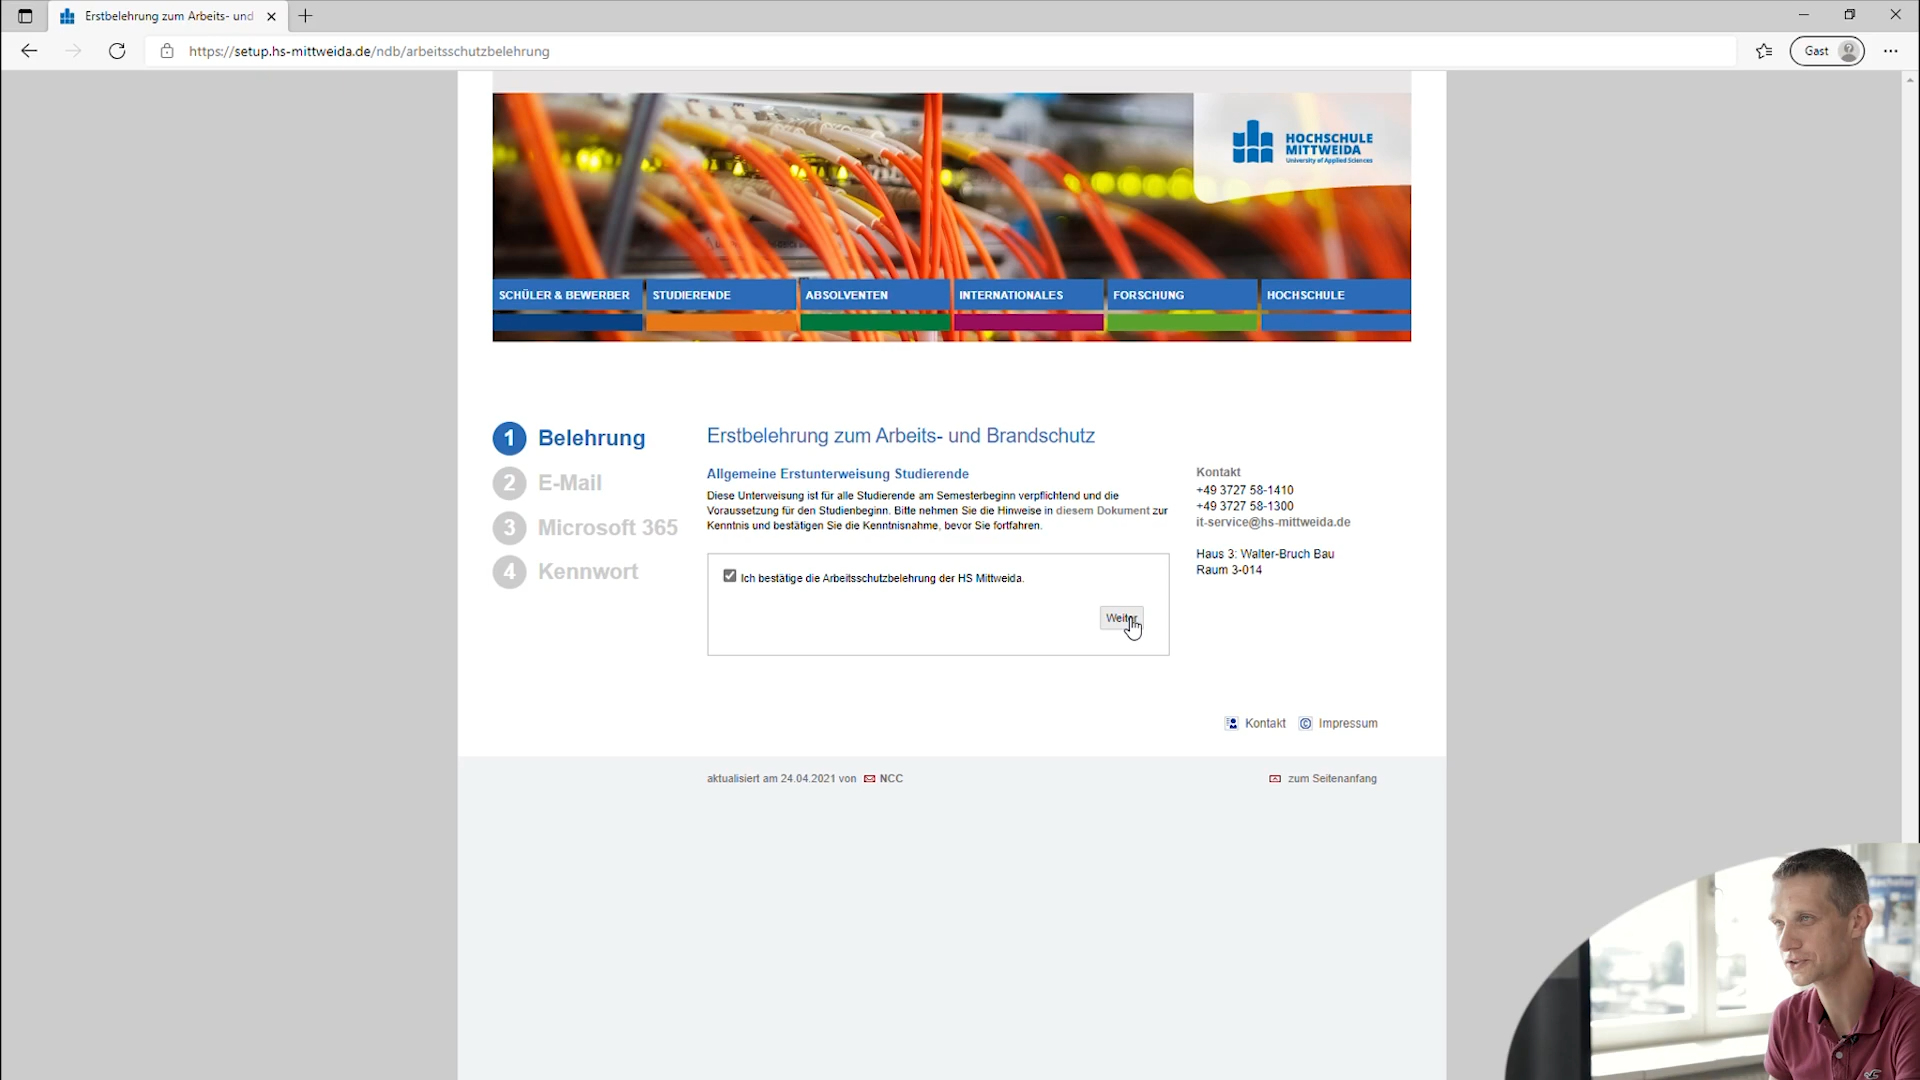 Erstbelehrung zum Arbeits- und
https://setup.hs-mittweida.de/ndb/arbeitsschutzbelehrung
Gast
HOCHSCHULE
MITTWEIDA
University of Applied Sciences
SCHÜLER & BEWERBER
STUDIERENDE
ABSOLVENTEN
INTERNATIONALES
FORSCHUNG
HOCHSCHULE
1 Belehrung
2 E-Mail
3 Microsoft 365
4 Kennwort
Erstbelehrung zum Arbeits- und Brandschutz
Allgemeine Erstunterweisung Studierende
Diese Unterweisung ist für alle Studierende am Semesterbeginn verpflichtend und die
Voraussetzung für den Studienbeginn. Bitte nehmen Sie die Hinweise in diesem Dokument zur
Kenntnis und bestätigen Sie die Kenntnisnahme, bevor Sie fortfahren.
Ich bestätige die Arbeitsschutzbelehrung der HS Mittweida.
Weiter
Kontakt
+49 3727 58-1410
+49 3727 58-1300
it-service@hs-mittweida.de
Haus 3: Walter-Bruch Bau
Raum 3-014
Kontakt
© Impressum
aktualisiert am 24.04.2021 von NCC
zum Seitenanfang